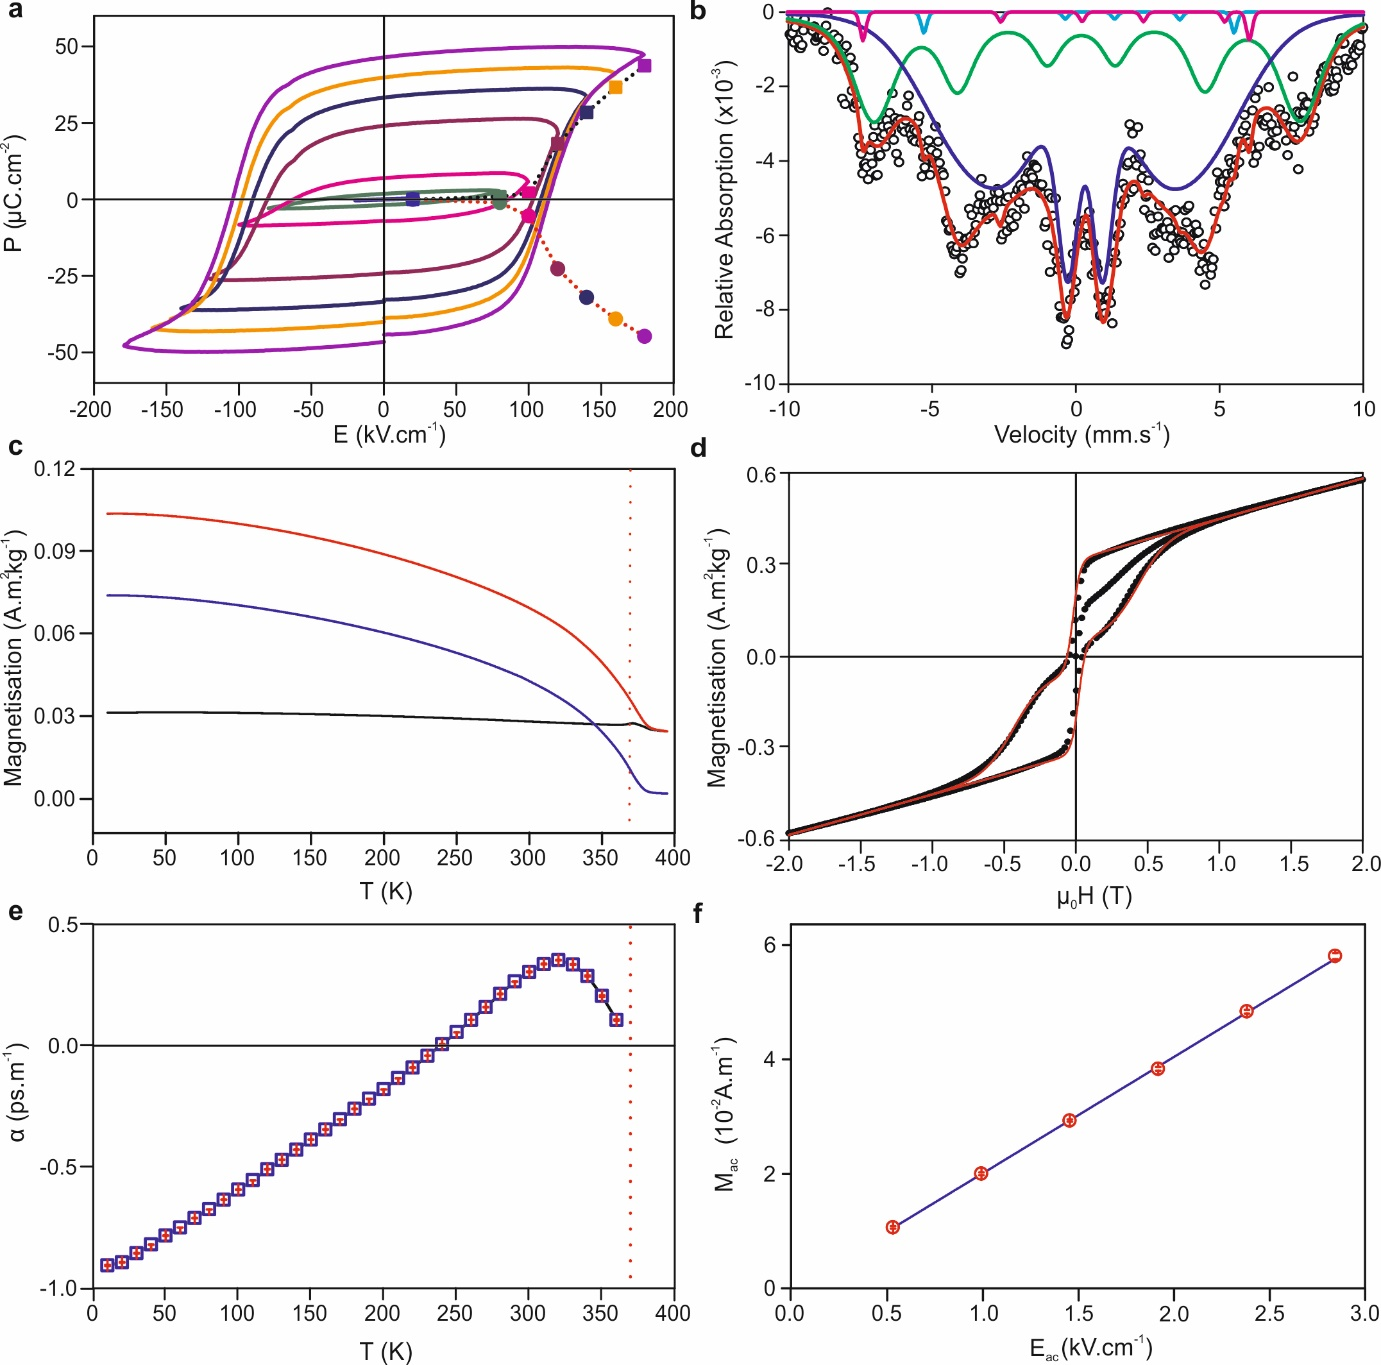 a
50
25
0
-25
-50
P (µC.cm-2)
-200 -150 -100 -50 0 50 100 150 200
E (kV.cm-1)
b
0
-2
-4
-6
-8
-10
Relative Absorption (x10-3)
-10 -5 0 5 10
Velocity (mm.s-1)
c
0.12
0.09
0.06
0.03
0.00
Magnetisation (A.m2kg-1)
0 50 100 150 200 250 300 350 400
T (K)
d
0.6
0.3
0.0
-0.3
-0.6
Magnetisation (A.m2kg-1)
-2.0 -1.5 -1.0 -0.5 0.0 0.5 1.0 1.5 2.0
µ0H (T)
e
0.5
0.0
-0.5
-1.0
α (ps.m-1)
0 50 100 150 200 250 300 350 400
T (K)
f
6
4
2
0
Mac (10-2A.m-1)
0.0 0.5 1.0 1.5 2.0 2.5 3.0
Eac (kV.cm-1)